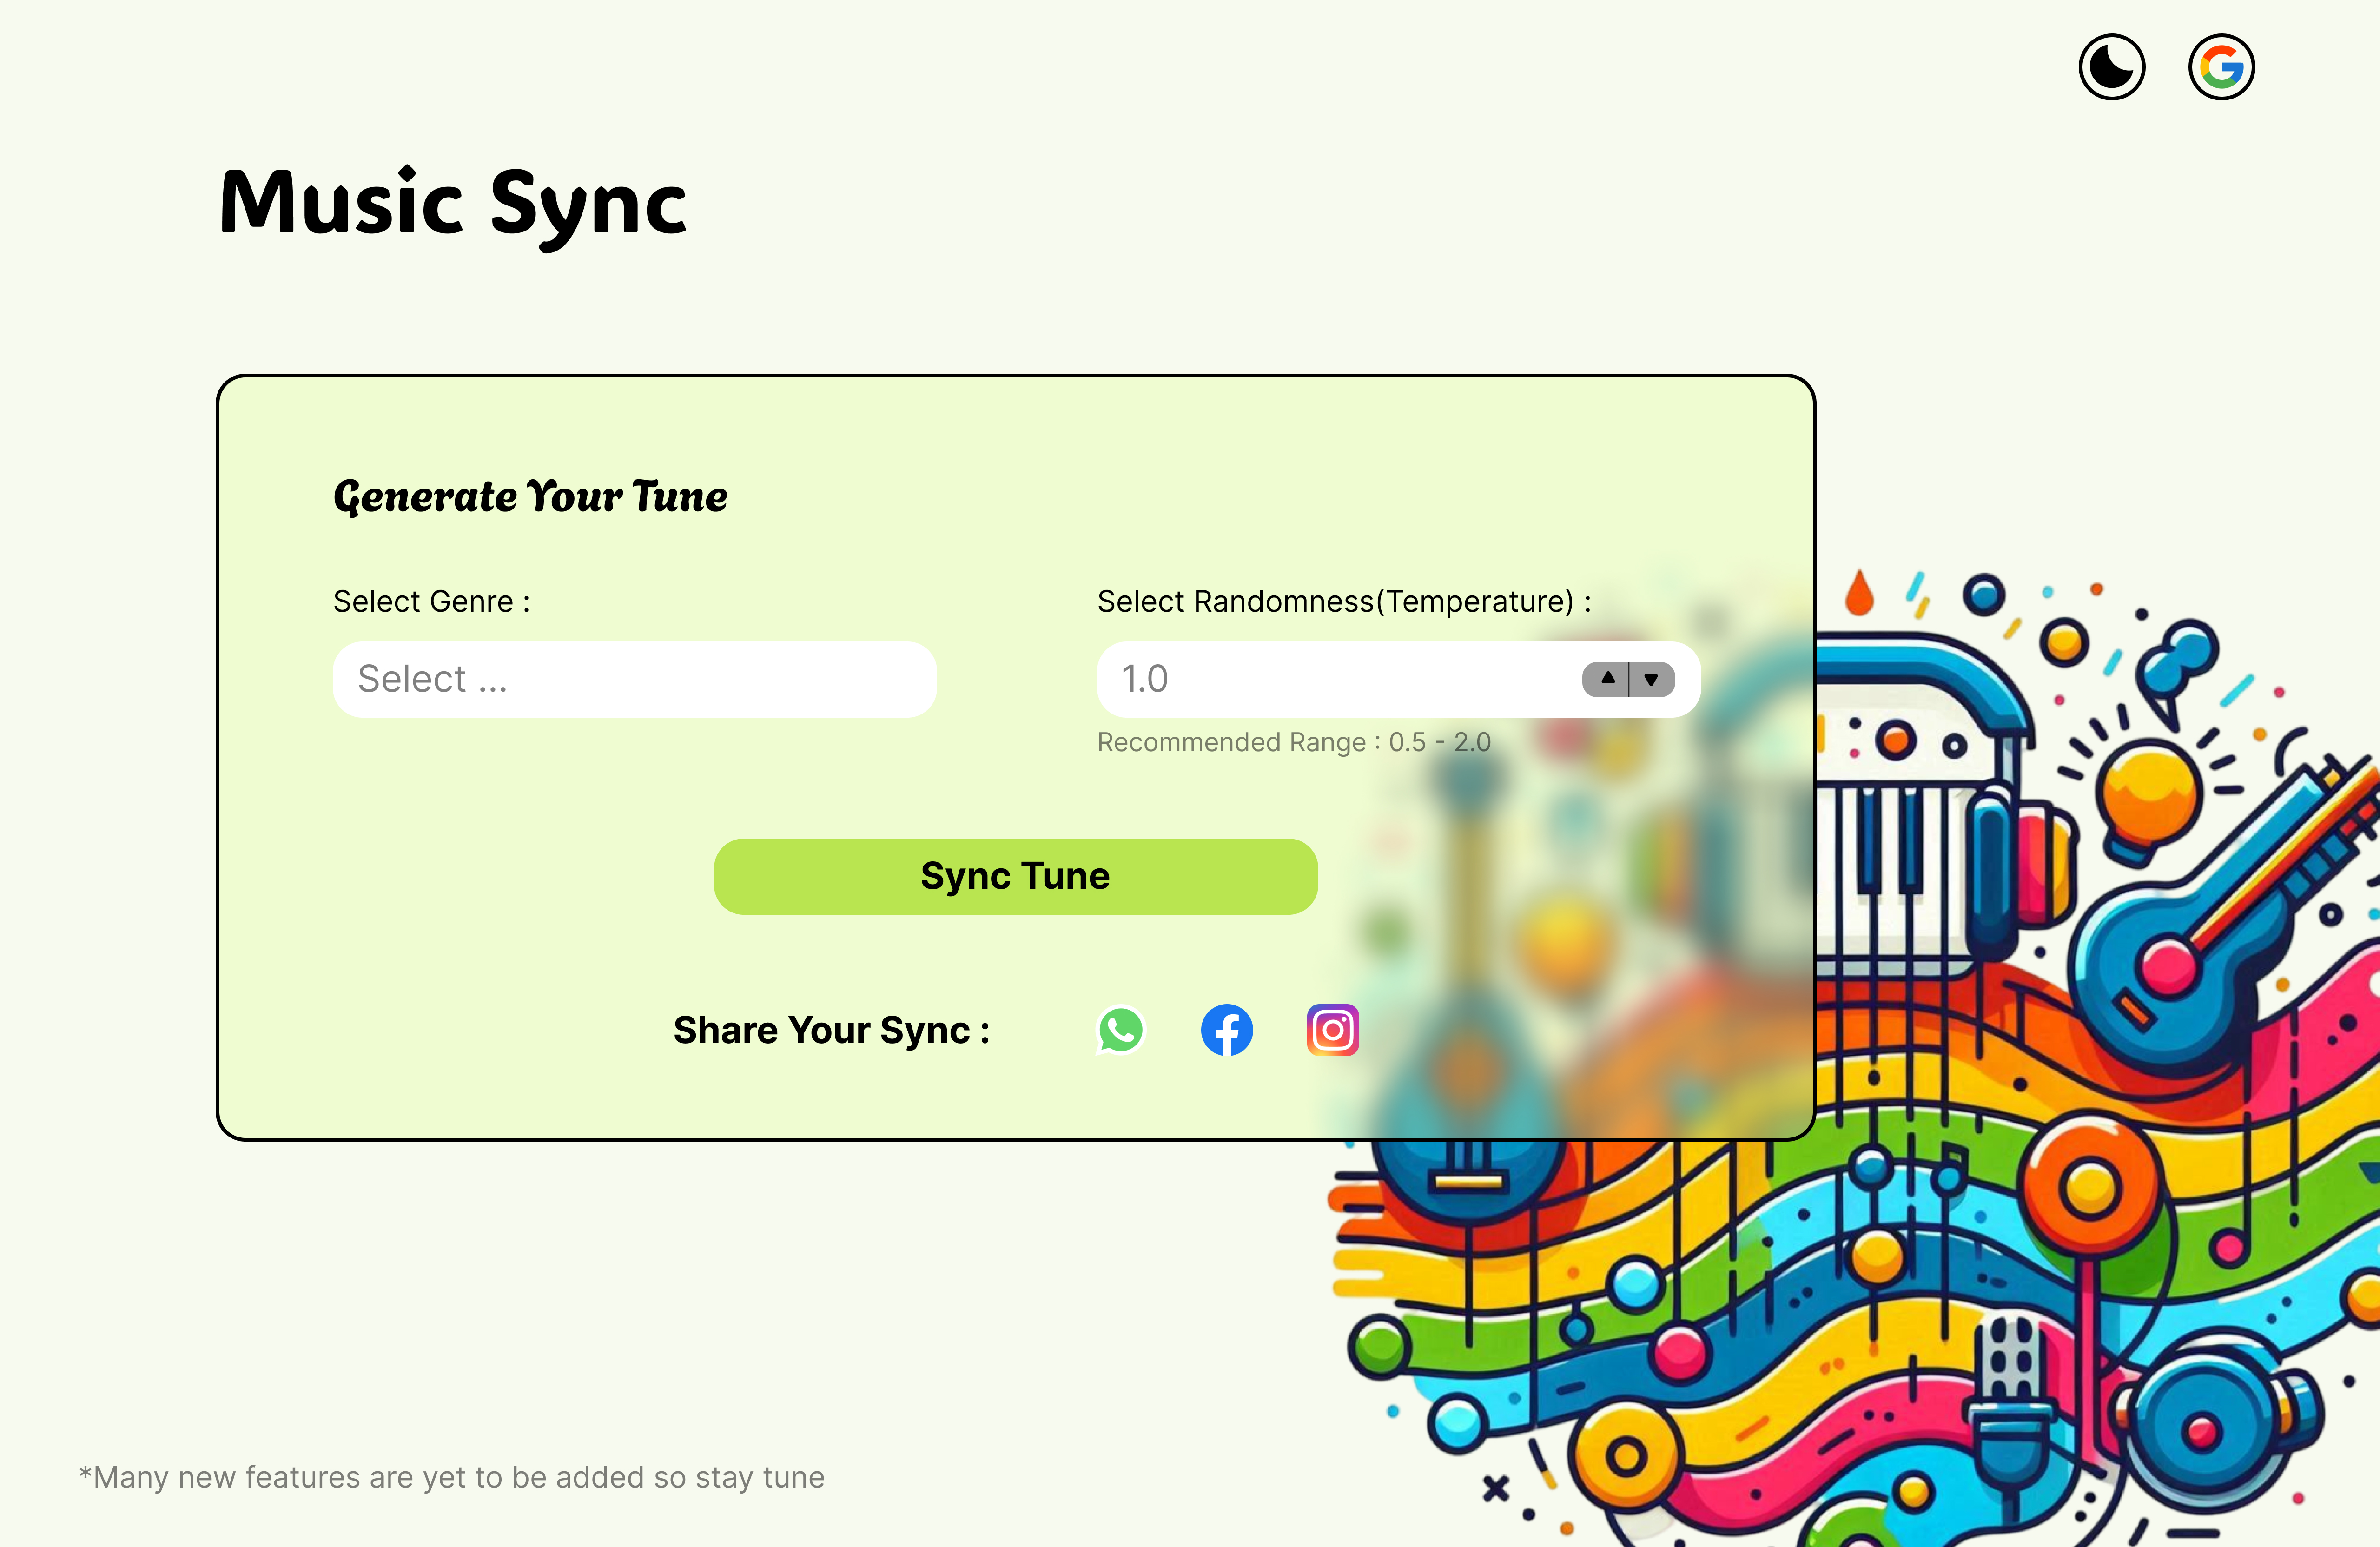 Music Sync
Generate Your Tune
Select Genre :
Select ...
Select Randomness(Temperature) :
1.0
Recommended Range : 0.5 - 2.0
Sync Tune
Share Your Sync :
*Many new features are yet to be added so stay tune